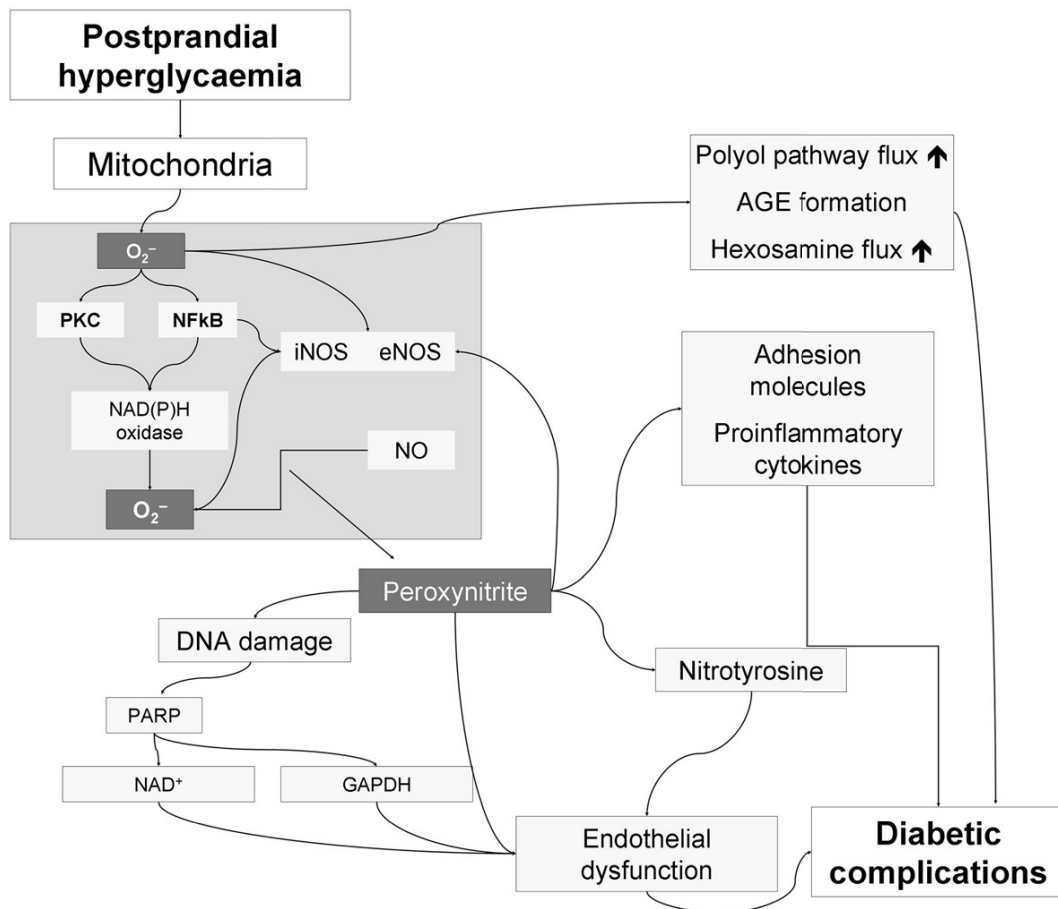 Postprandial
hyperglycaemia
Mitochondria
Polyol pathway flux ↑
AGE formation
Hexosamine flux ↑
O₂⁻
PKC
NFkB
iNOS eNOS
NAD(P)H
oxidase
NO
O₂⁻
Adhesion
molecules
Proinflammatory
cytokines
Peroxynitrite
DNA damage
Nitrotyrosine
PARP
NAD⁺
GAPDH
Endothelial
dysfunction
Diabetic
complications